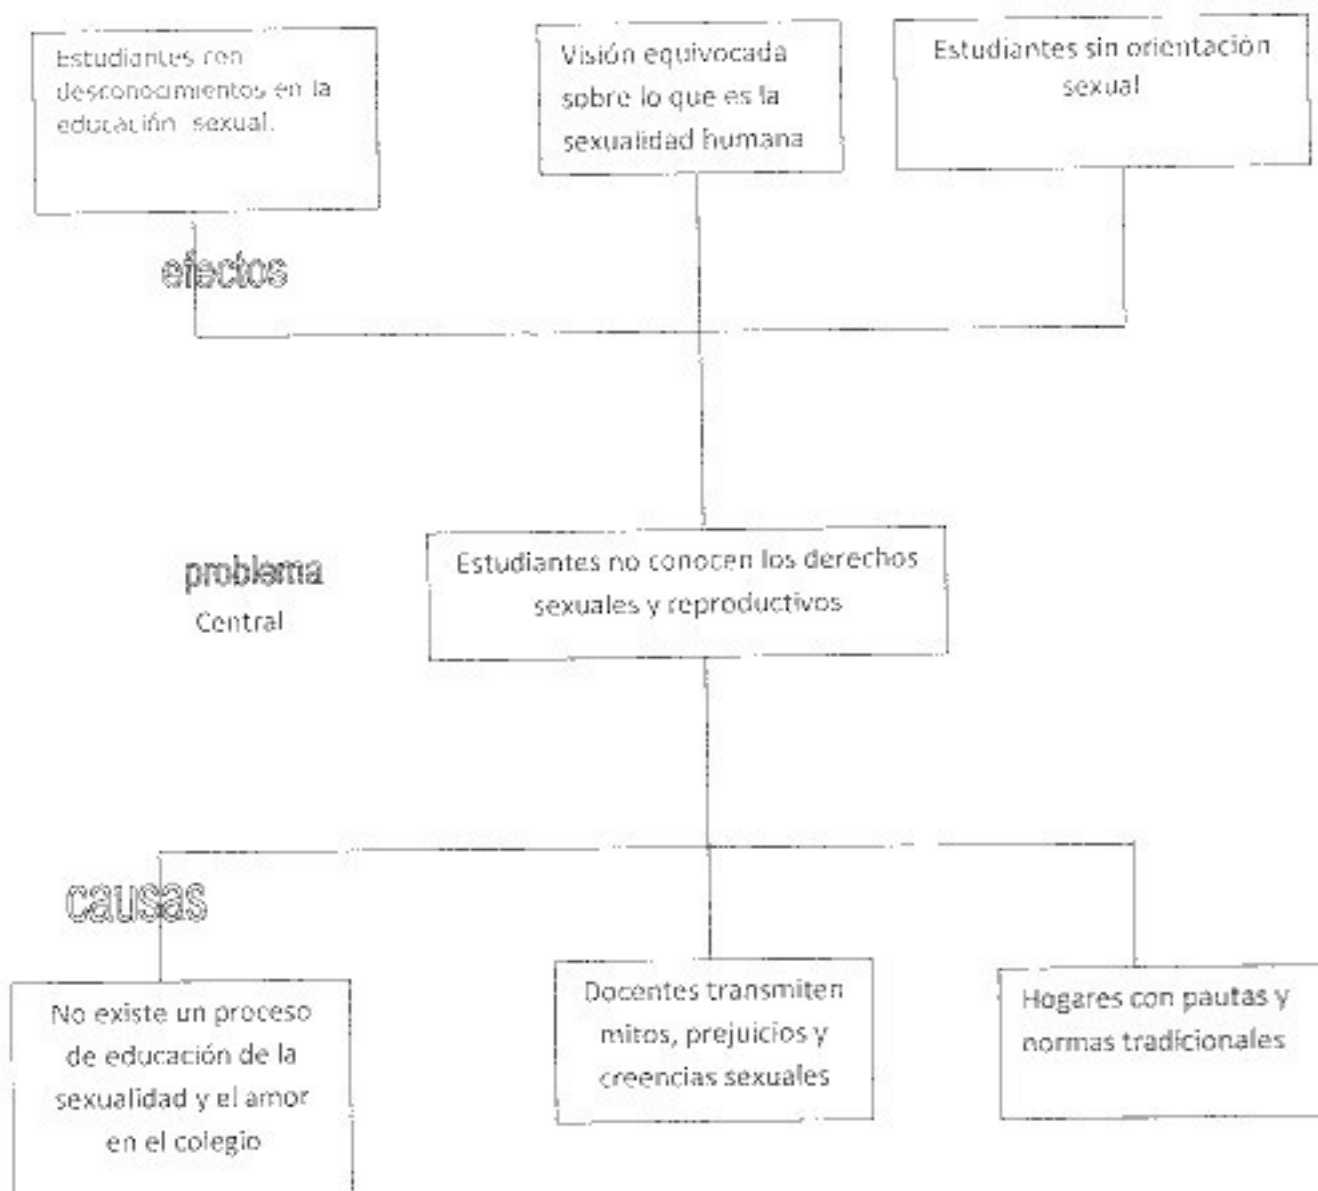 Estudiantes con
desconocimientos en la
educación sexual.
Visión equivocada
sobre lo que es la
sexualidad humana
Estudiantes sin orientación
sexual
efectos
problema
Central
Estudiantes no conocen los derechos
sexuales y reproductivos
causas
No existe un proceso
de educación de la
sexualidad y el amor
en el colegio
Docentes transmiten
mitos, prejuicios y
creencias sexuales
Hogares con pautas y
normas tradicionales